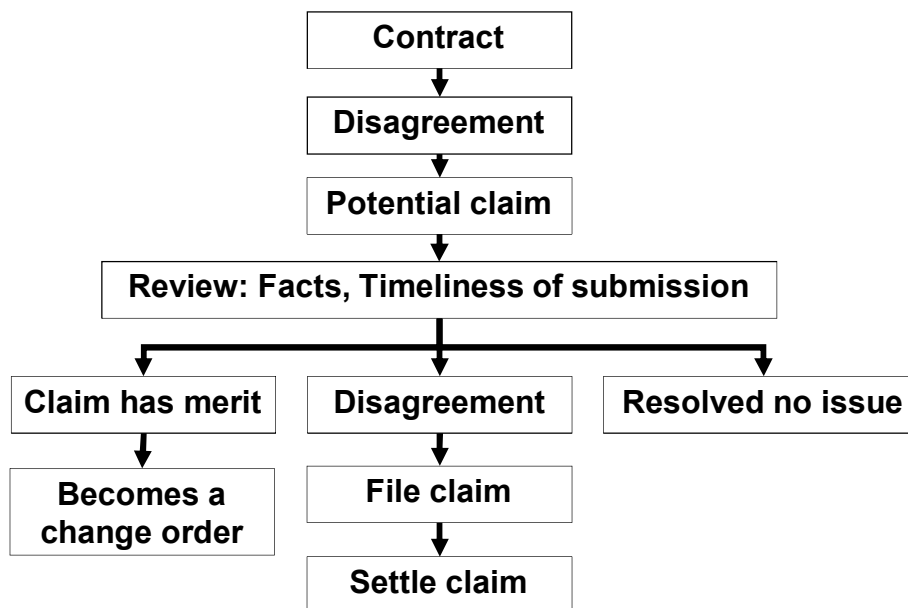 Contract
Disagreement
Potential claim
Review: Facts, Timeliness of submission
Claim has merit
Disagreement
Resolved no issue
Becomes a
change order
File claim
Settle claim